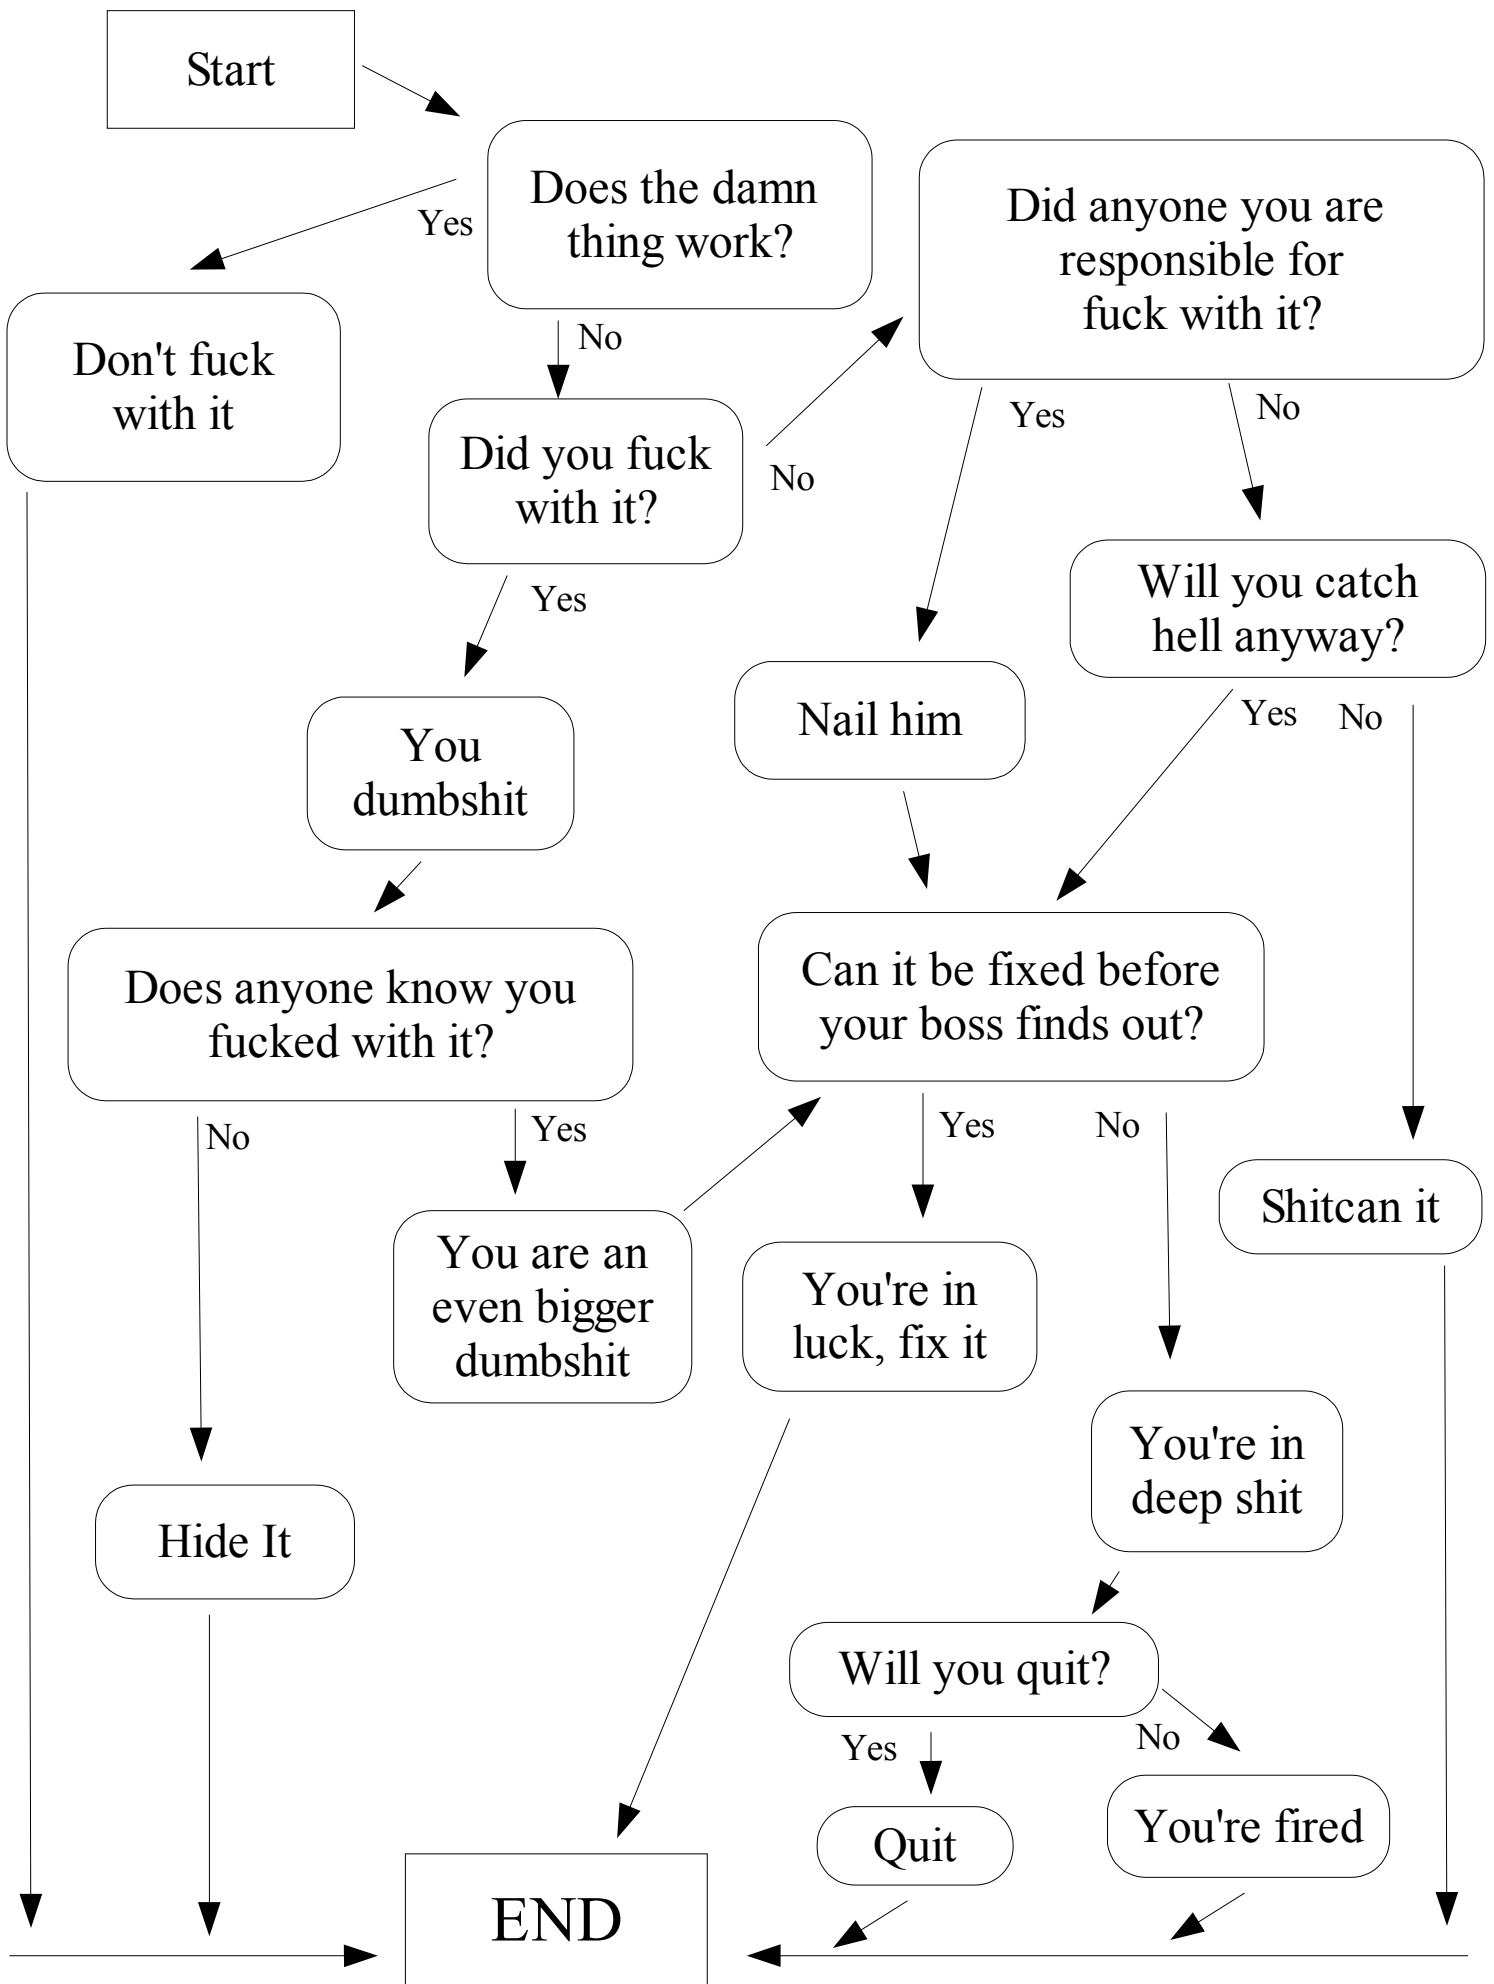 Start
Does the damn
thing work?
Yes
No
Did anyone you are
responsible for
fuck with it?
Yes
No
Don't fuck
with it
Did you fuck
with it?
No
Yes
Will you catch
hell anyway?
Yes
No
Nail him
You
dumbshit
Does anyone know you
fucked with it?
No
Yes
Can it be fixed before
your boss finds out?
Yes
No
Shitcan it
You are an
even bigger
dumbshit
You're in
luck, fix it
You're in
deep shit
Hide It
Will you quit?
Yes
No
Quit
You're fired
END